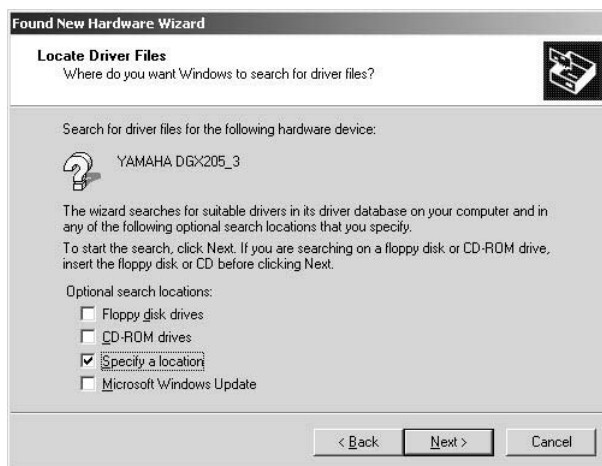 Found New Hardware Wizard
Locate Driver Files
Where do you want Windows to search for driver files?
Search for driver files for the following hardware device:
YAMAHA DGX205_3
The wizard searches for suitable drivers in its driver database on your computer and in
any of the following optional search locations that you specify.
To start the search, click Next. If you are searching on a floppy disk or CD-ROM drive,
insert the floppy disk or CD before clicking Next.
Optional search locations:
Floppy disk drives
CD-ROM drives
Specify a location
Microsoft Windows Update
< Back
Next >
Cancel